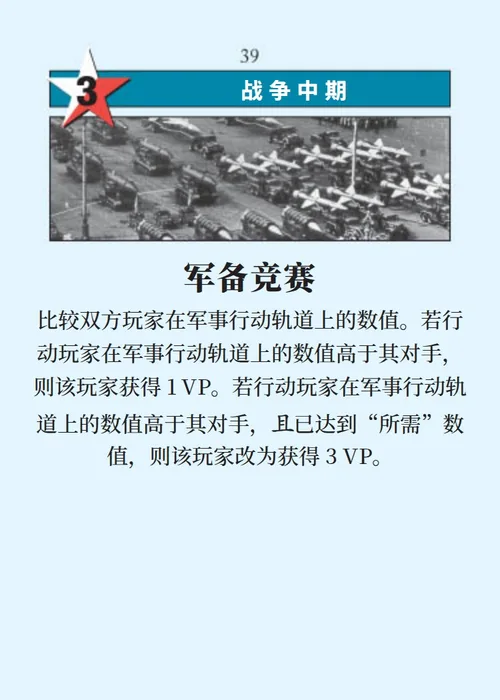 39
3
战争中期
军备竞赛
比较双方玩家在军事行动轨道上的数值。若行
动玩家在军事行动轨道上的数值高于其对手，
则该玩家获得 1 VP。若行动玩家在军事行动轨
道上的数值高于其对手，且已达到“所需”数
值，则该玩家改为获得 3 VP。